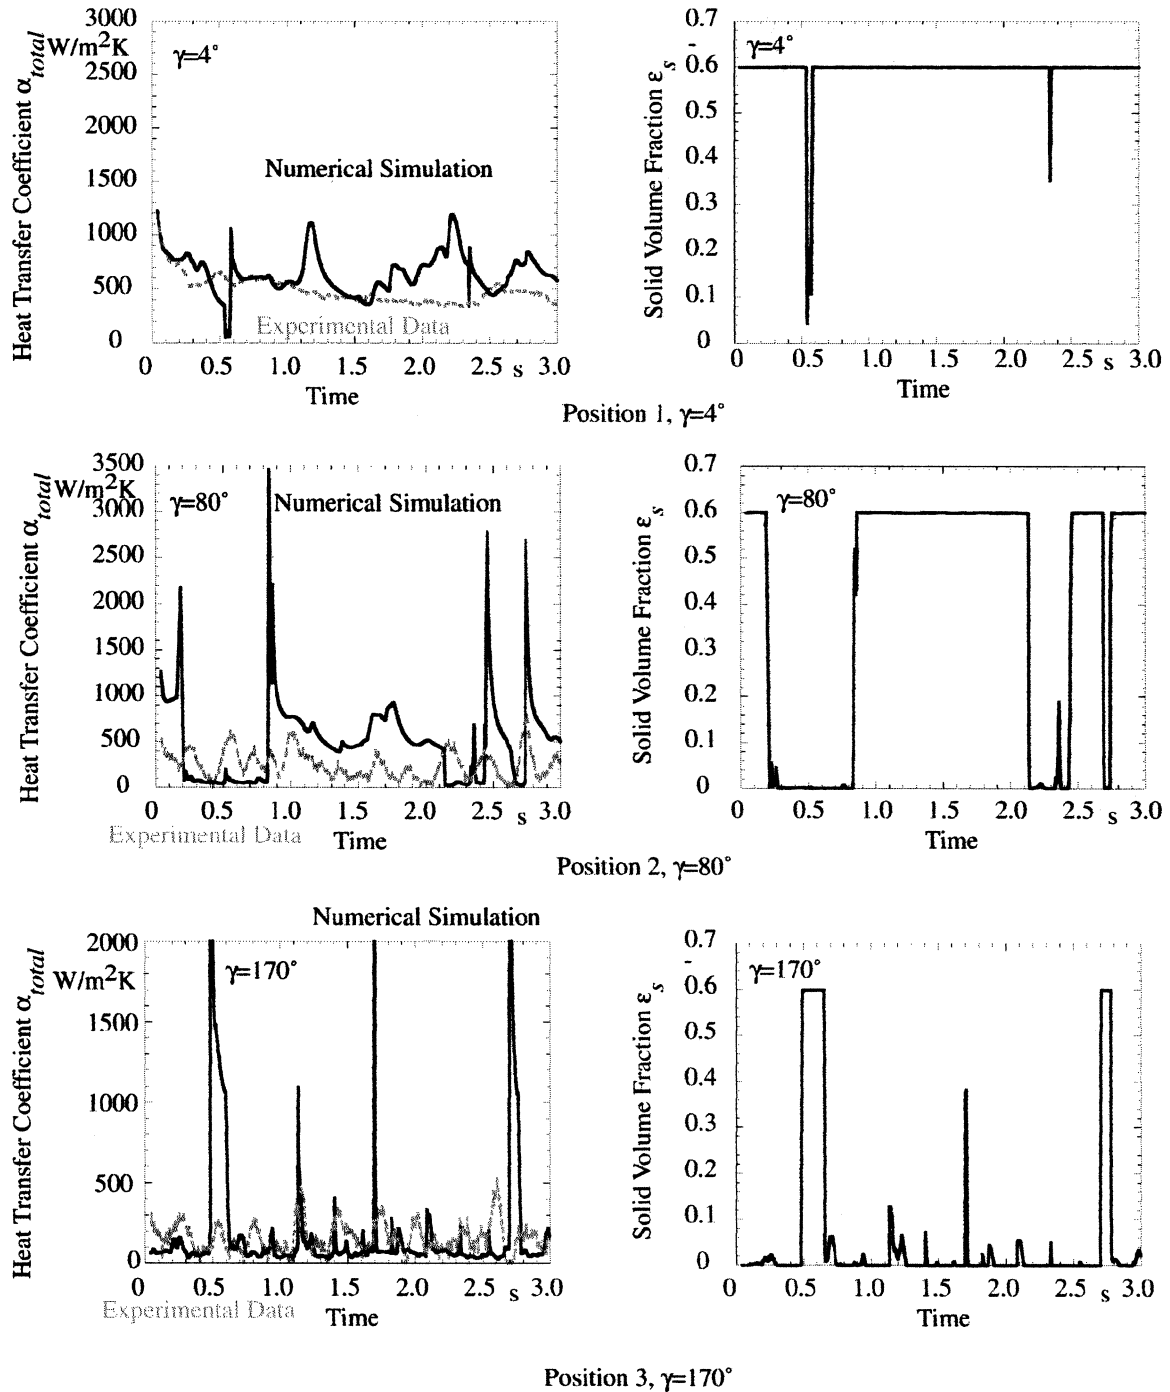 3000
W/m²K
2500
2000
1500
1000
500
0
Heat Transfer Coefficient α_total
γ=4°
Numerical Simulation
Experimental Data
0 0.5 1.0 1.5 2.0 2.5 s 3.0
Time
0.7
0.6
0.5
0.4
0.3
0.2
0.1
0
Solid Volume Fraction ε_s
γ=4°
0 0.5 1.0 1.5 2.0 2.5 s 3.0
Time
Position 1, γ=4°
3500
W/m²K
3000
2500
2000
1500
1000
500
0
Heat Transfer Coefficient α_total
γ=80°
Numerical Simulation
0 0.5 1.0 1.5 2.0 2.5 s 3.0
Experimental Data
Time
0.7
0.6
0.5
0.4
0.3
0.2
0.1
0
Solid Volume Fraction ε_s
γ=80°
0 0.5 1.0 1.5 2.0 2.5 s 3.0
Time
Position 2, γ=80°
Numerical Simulation
2000
W/m²K
1500
1000
500
0
Heat Transfer Coefficient α_total
γ=170°
0 0.5 1.0 1.5 2.0 2.5 s 3.0
Experimental Data
Time
0.7
0.6
0.5
0.4
0.3
0.2
0.1
0
Solid Volume Fraction ε_s
γ=170°
0 0.5 1.0 1.5 2.0 2.5 s 3.0
Time
Position 3, γ=170°